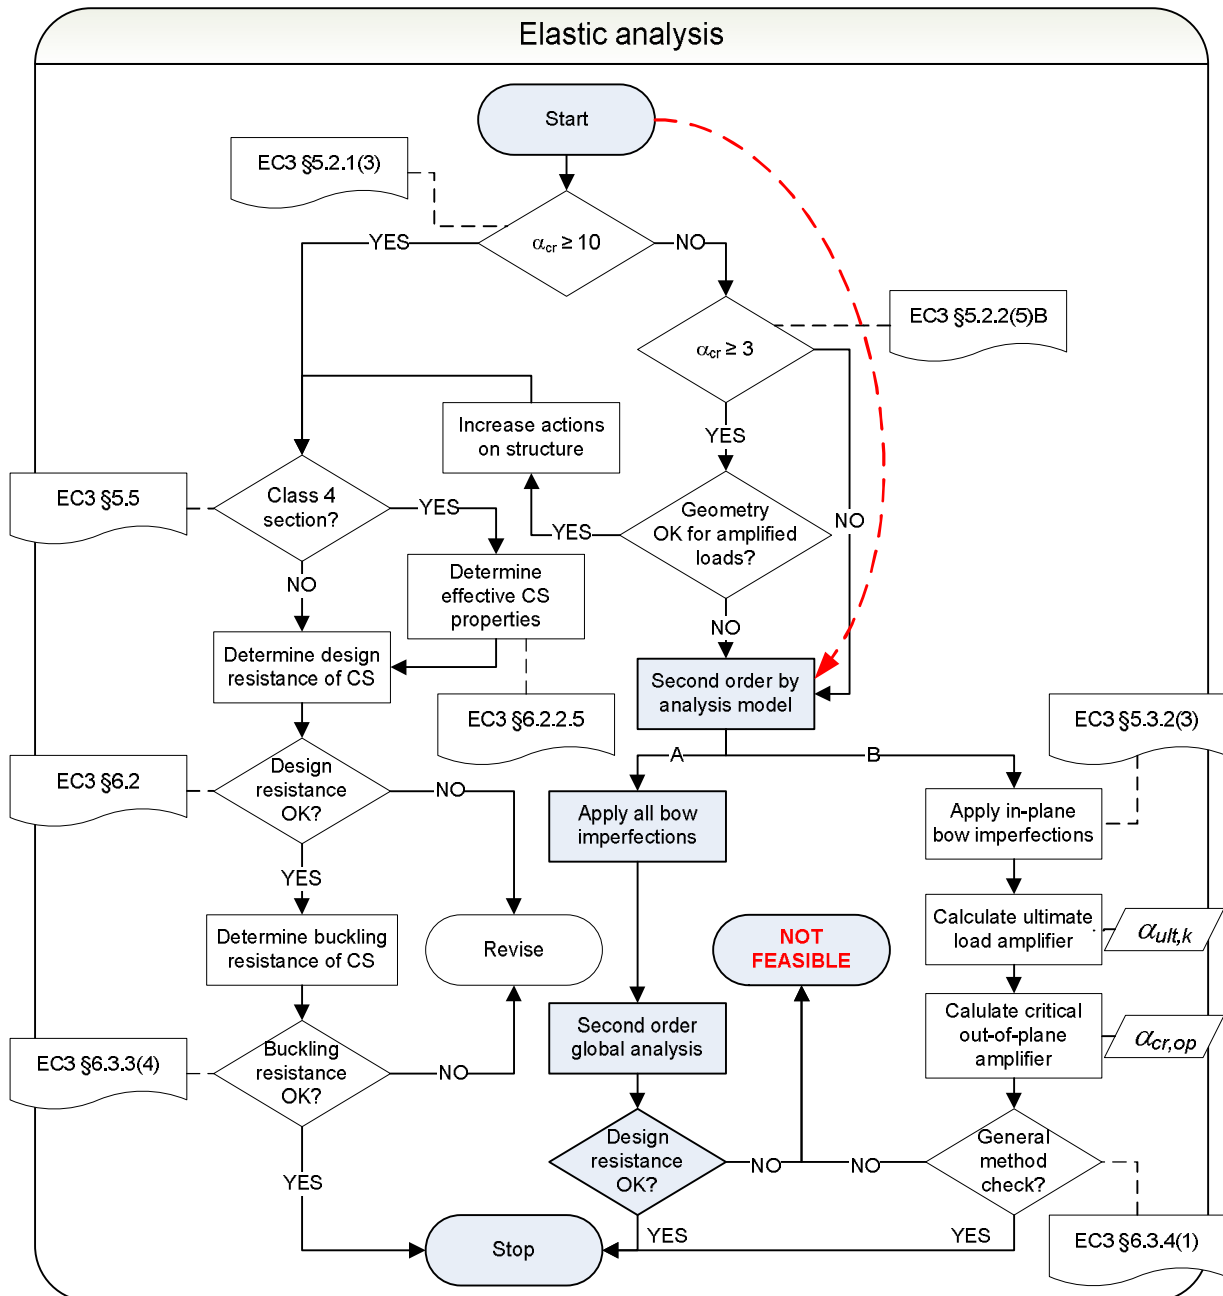 Elastic analysis
Start
EC3 §5.2.1(3)
αcr ≥ 10
YES
NO
EC3 §5.2.2(5)B
αcr ≥ 3
Increase actions
on structure
YES
NO
EC3 §5.5
Class 4
section?
YES
YES
Geometry
OK for amplified
loads?
NO
Determine
effective CS
properties
NO
Determine design
resistance of CS
Second order by
analysis model
EC3 §6.2.2.5
EC3 §5.3.2(3)
A
B
EC3 §6.2
Design
resistance
OK?
NO
Apply all bow
imperfections
Apply in-plane
bow imperfections
YES
Determine buckling
resistance of CS
Revise
NOT
FEASIBLE
Calculate ultimate
load amplifier
αult,k
Second order
global analysis
Calulate critical
out-of-plane
amplifier
αcr,op
EC3 §6.3.3(4)
Buckling
resistance
OK?
NO
Design
resistance
OK?
NO
NO
General
method
check?
YES
YES
YES
Stop
EC3 §6.3.4(1)